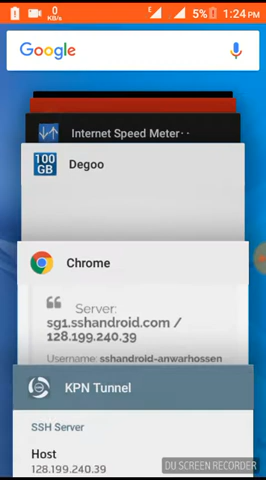 0
KB/s
E
5%
1:24 PM
Google
Internet Speed Meter
100
GB
Degoo
Chrome
Server:
sg1.sshandroid.com /
128.199.240.39
Username: sshandroid-anwarhossen
KPN Tunnel
SSH Server
Host
128.199.240.39
DU SCREEN RECORDER